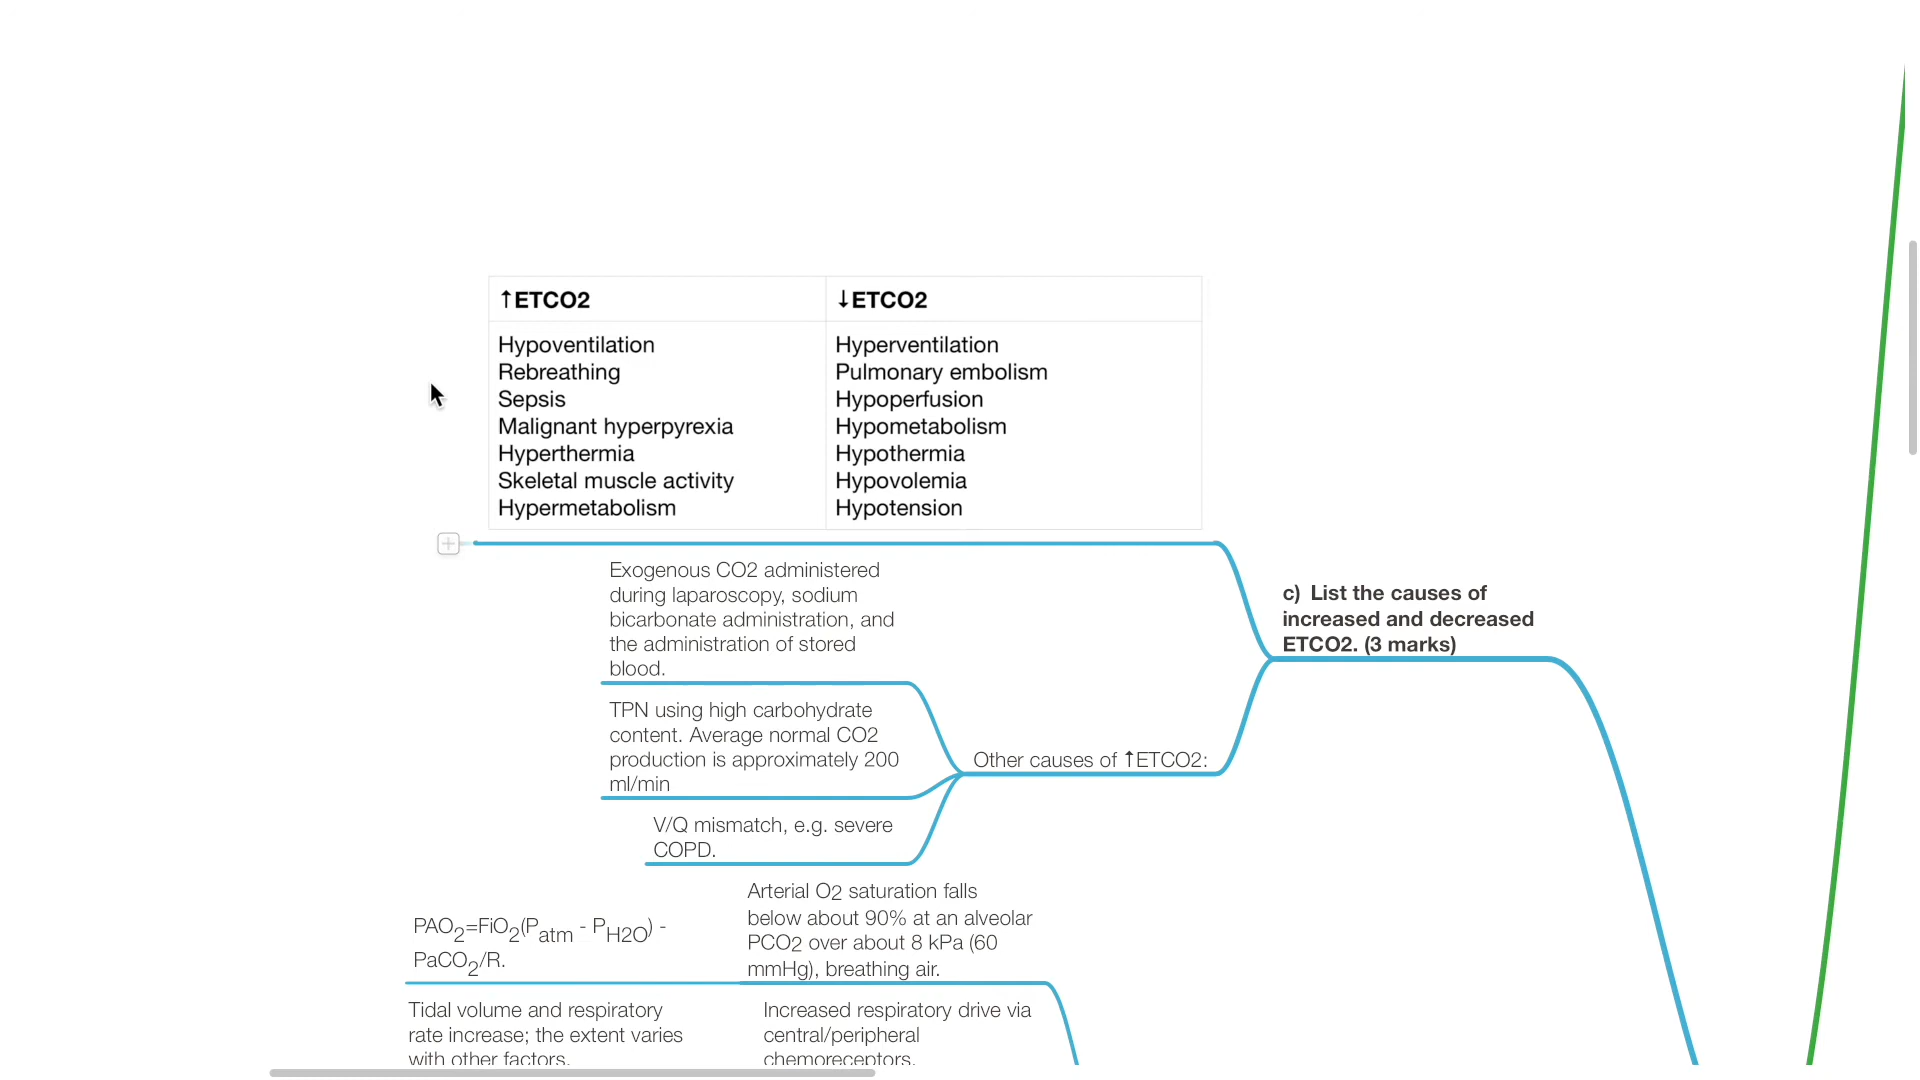 ↑ETCO2
↓ETCO2
Hypoventilation
Rebreathing
Sepsis
Malignant hyperpyrexia
Hyperthermia
Skeletal muscle activity
Hypermetabolism
Hyperventilation
Pulmonary embolism
Hypoperfusion
Hypometabolism
Hypothermia
Hypovolemia
Hypotension
c) List the causes of
increased and decreased
ETCO2. (3 marks)
Exogenous CO2 administered
during laparoscopy, sodium
bicarbonate administration, and
the administration of stored
blood.
TPN using high carbohydrate
content. Average normal CO2
production is approximately 200
ml/min
Other causes of ↑ETCO2:
V/Q mismatch, e.g. severe
COPD.
Arterial O2 saturation falls
below about 90% at an alveolar
PCO2 over about 8 kPa (60
mmHg), breathing air.
PAO2=FiO2(Patm - PH2O) -
PaCO2/R.
Tidal volume and respiratory
rate increase; the extent varies
with other factors.
Increased respiratory drive via
central/peripheral
chemoreceptors.